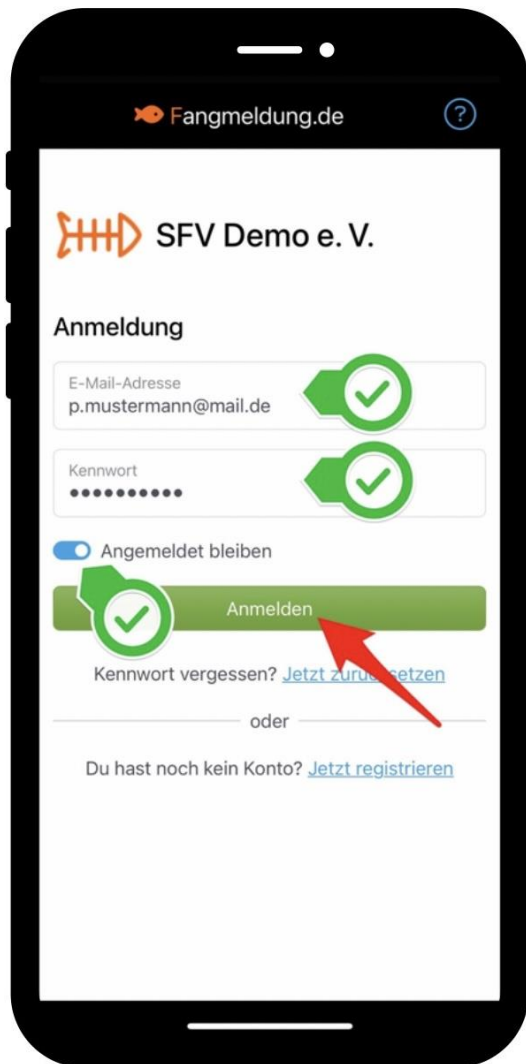 Fangmeldung.de
?
SFV Demo e. V.
Anmeldung
E-Mail-Adresse
p.mustermann@mail.de
Kennwort
••••••••••
Angemeldet bleiben
Anmelden
Kennwort vergessen? Jetzt zurücksetzen
oder
Du hast noch kein Konto? Jetzt registrieren